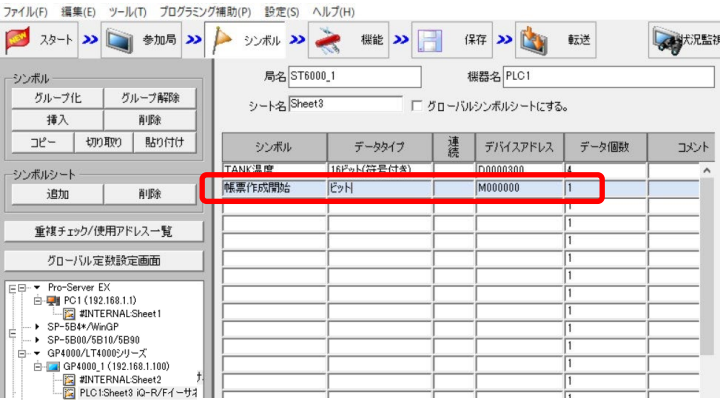 ファイル(F) 編集(E) ツール(T) プログラミング補助(P) 設定(S) ヘルプ(H)
スタート 参加局 シンボル 機能 保存 転送 状況監視
シンボル
グループ化 グループ解除
挿入 削除
コピー 切り取り 貼り付け
シンボルシート
追加 削除
重複チェック/使用アドレス一覧
グローバル定数設定画面
Pro-Server EX
PC1 (192.168.1.1)
#INTERNAL:Sheet1
SP-5B4*/WinGP
SP-5B00/5B10/5B90
GP4000/LT4000シリーズ
GP4000_1 (192.168.1.100)
#INTERNAL:Sheet2
PLC1:Sheet3 iQ-R/Fイーサネ
局名 ST6000_1 機器名 PLC1
シート名 Sheet3 グローバルシンボルシートにする。
シンボル データタイプ 連続 デバイスアドレス データ個数 コメント
TANK温度 16ビット(符号付き) D0000300 4
帳票作成開始 ビット M000000 1
1
1
1
1
1
1
1
1
1
1
1